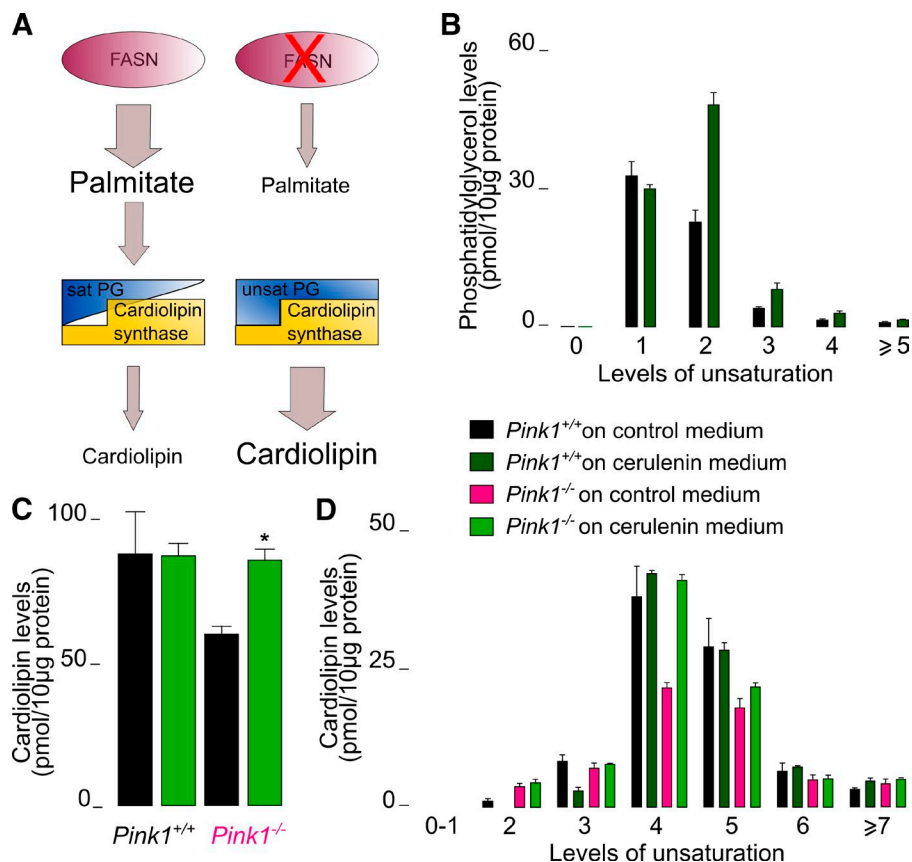 A
FASN
FASN
Palmitate
Palmitate
sat PG
Cardiolipin
synthase
unsat PG
Cardiolipin
synthase
Cardiolipin
Cardiolipin
B
Phosphatidylglycerol levels
(pmol/10µg protein)
60
30
0
0 1 2 3 4 ⩾5
Levels of unsaturation
Pink1+/+ on control medium
Pink1+/+ on cerulenin medium
Pink1-/- on control medium
Pink1-/- on cerulenin medium
C
Cardiolipin levels
(pmol/10µg protein)
100
50
0
*
Pink1+/+ Pink1-/-
D
Cardiolipin levels
(pmol/10µg protein)
50
25
0
0-1 2 3 4 5 6 ⩾7
Levels of unsaturation